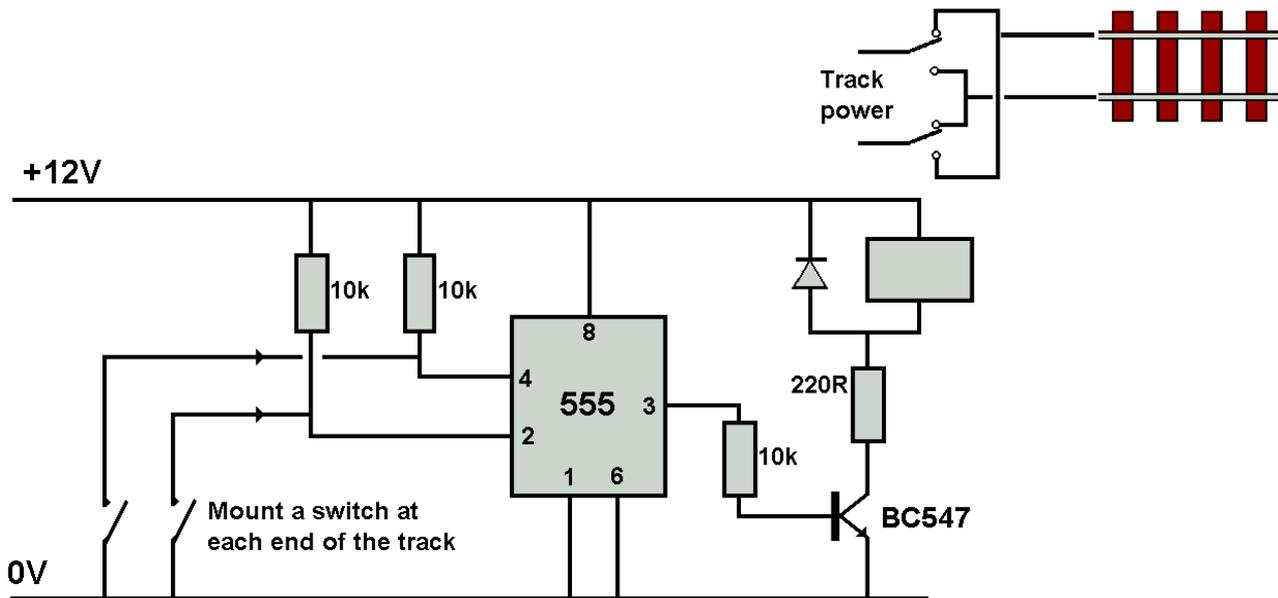 Track
power
+12V
10k
10k
8
4
555
3
2
1
6
220R
10k
BC547
Mount a switch at
each end of the track
0V